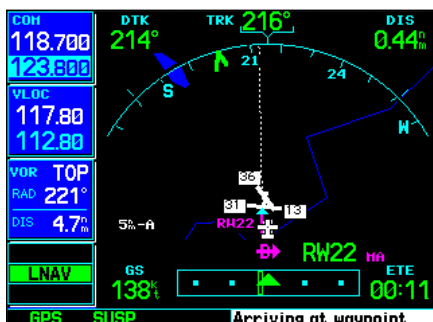 COM
118.700
123.800
VLOC
117.80
112.80
VOR TOP
RAD 221°
DIS 4.7nm
LNAV
GPS SUSP
DTK
214°
TRK 216°
DIS
0.44nm
S
21
24
W
36
31
13
RW22
5nm-A
RW22 MA
GS
138kt
ETE
00:11
Arriving at waypoint